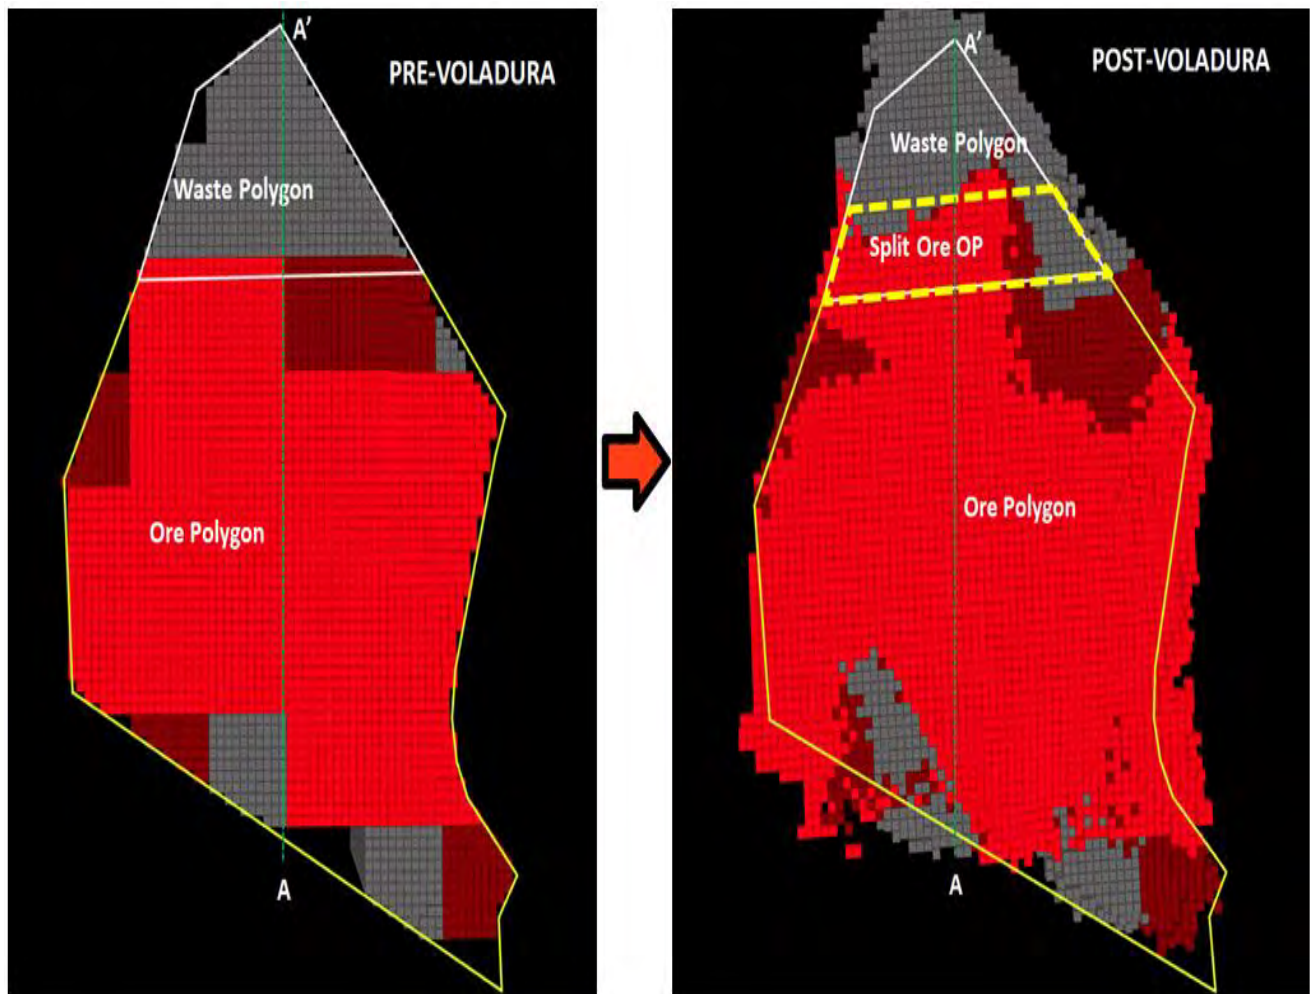 A'
PRE-VOLADURA
Waste Polygon
Ore Polygon
A
A'
POST-VOLADURA
Waste Polygon
Split Ore OP
Ore Polygon
A